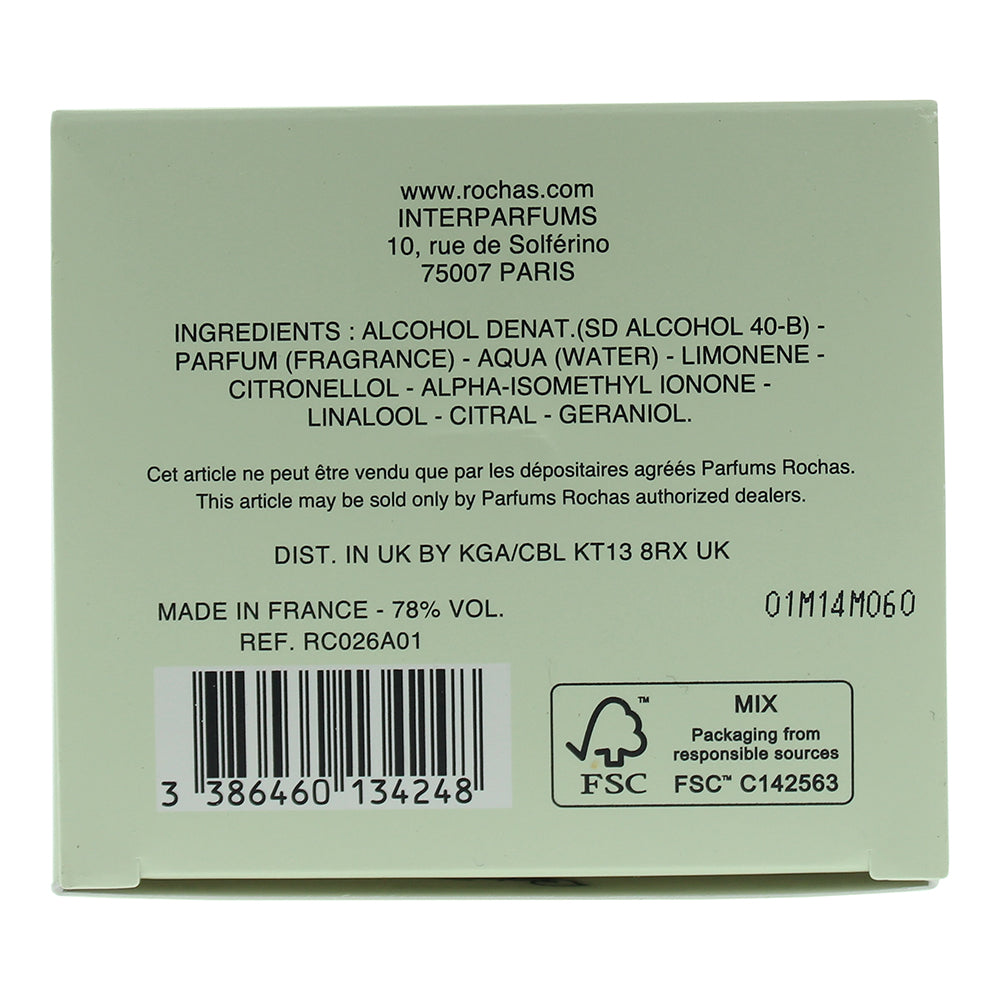 www.rochas.com
INTERPARFUMS
10, rue de Solférino
75007 PARIS
INGREDIENTS : ALCOHOL DENAT.(SD ALCOHOL 40-B) -
PARFUM (FRAGRANCE) - AQUA (WATER) - LIMONENE -
CITRONELLOL - ALPHA-ISOMETHYL IONONE -
LINALOOL - CITRAL - GERANIOL.
Cet article ne peut être vendu que par les dépositaires agréés Parfums Rochas.
This article may be sold only by Parfums Rochas authorized dealers.
DIST. IN UK BY KGA/CBL KT13 8RX UK
MADE IN FRANCE - 78% VOL.
REF. RC026A01
01M14M060
3 386460 134248
FSC™
MIX
Packaging from
responsible sources
FSC™ C142563